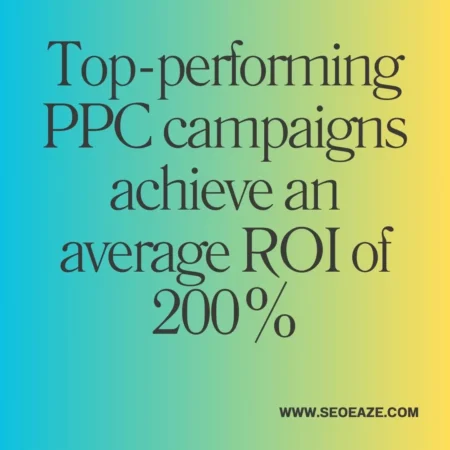 Top-performing
PPC campaigns
achieve an
average ROI of
200%
WWW.SEOEAZE.COM